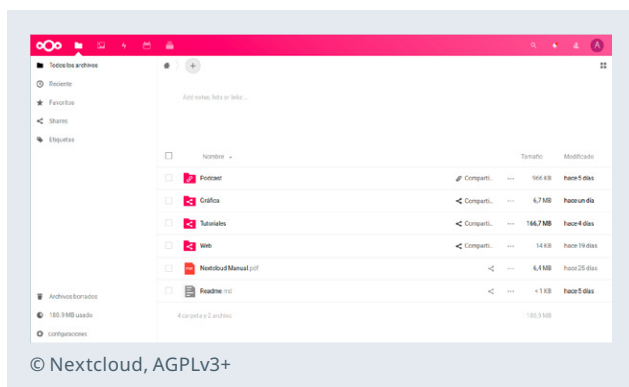 A
Todos los archivos
+
Reciente
Favoritos
Add notes, lists or links ...
Shares
Etiquetas
Nombre Tamaño Modificado
Podcast Comparti... ... 966 KB hace 5 días
Gráfica Comparti... ... 6,7 MB hace un día
Tutoriales Comparti... ... 166,7 MB hace 4 días
Web Comparti... ... 14 KB hace 19 días
PDF Nextcloud Manual.pdf ... 6,4 MB hace 25 días
Readme.md ... < 1 KB hace 5 días
Archivos borrados
180.9 MB usado
4 carpeta y 2 archivo 180,9 MB
Configuraciones
© Nextcloud, AGPLv3+